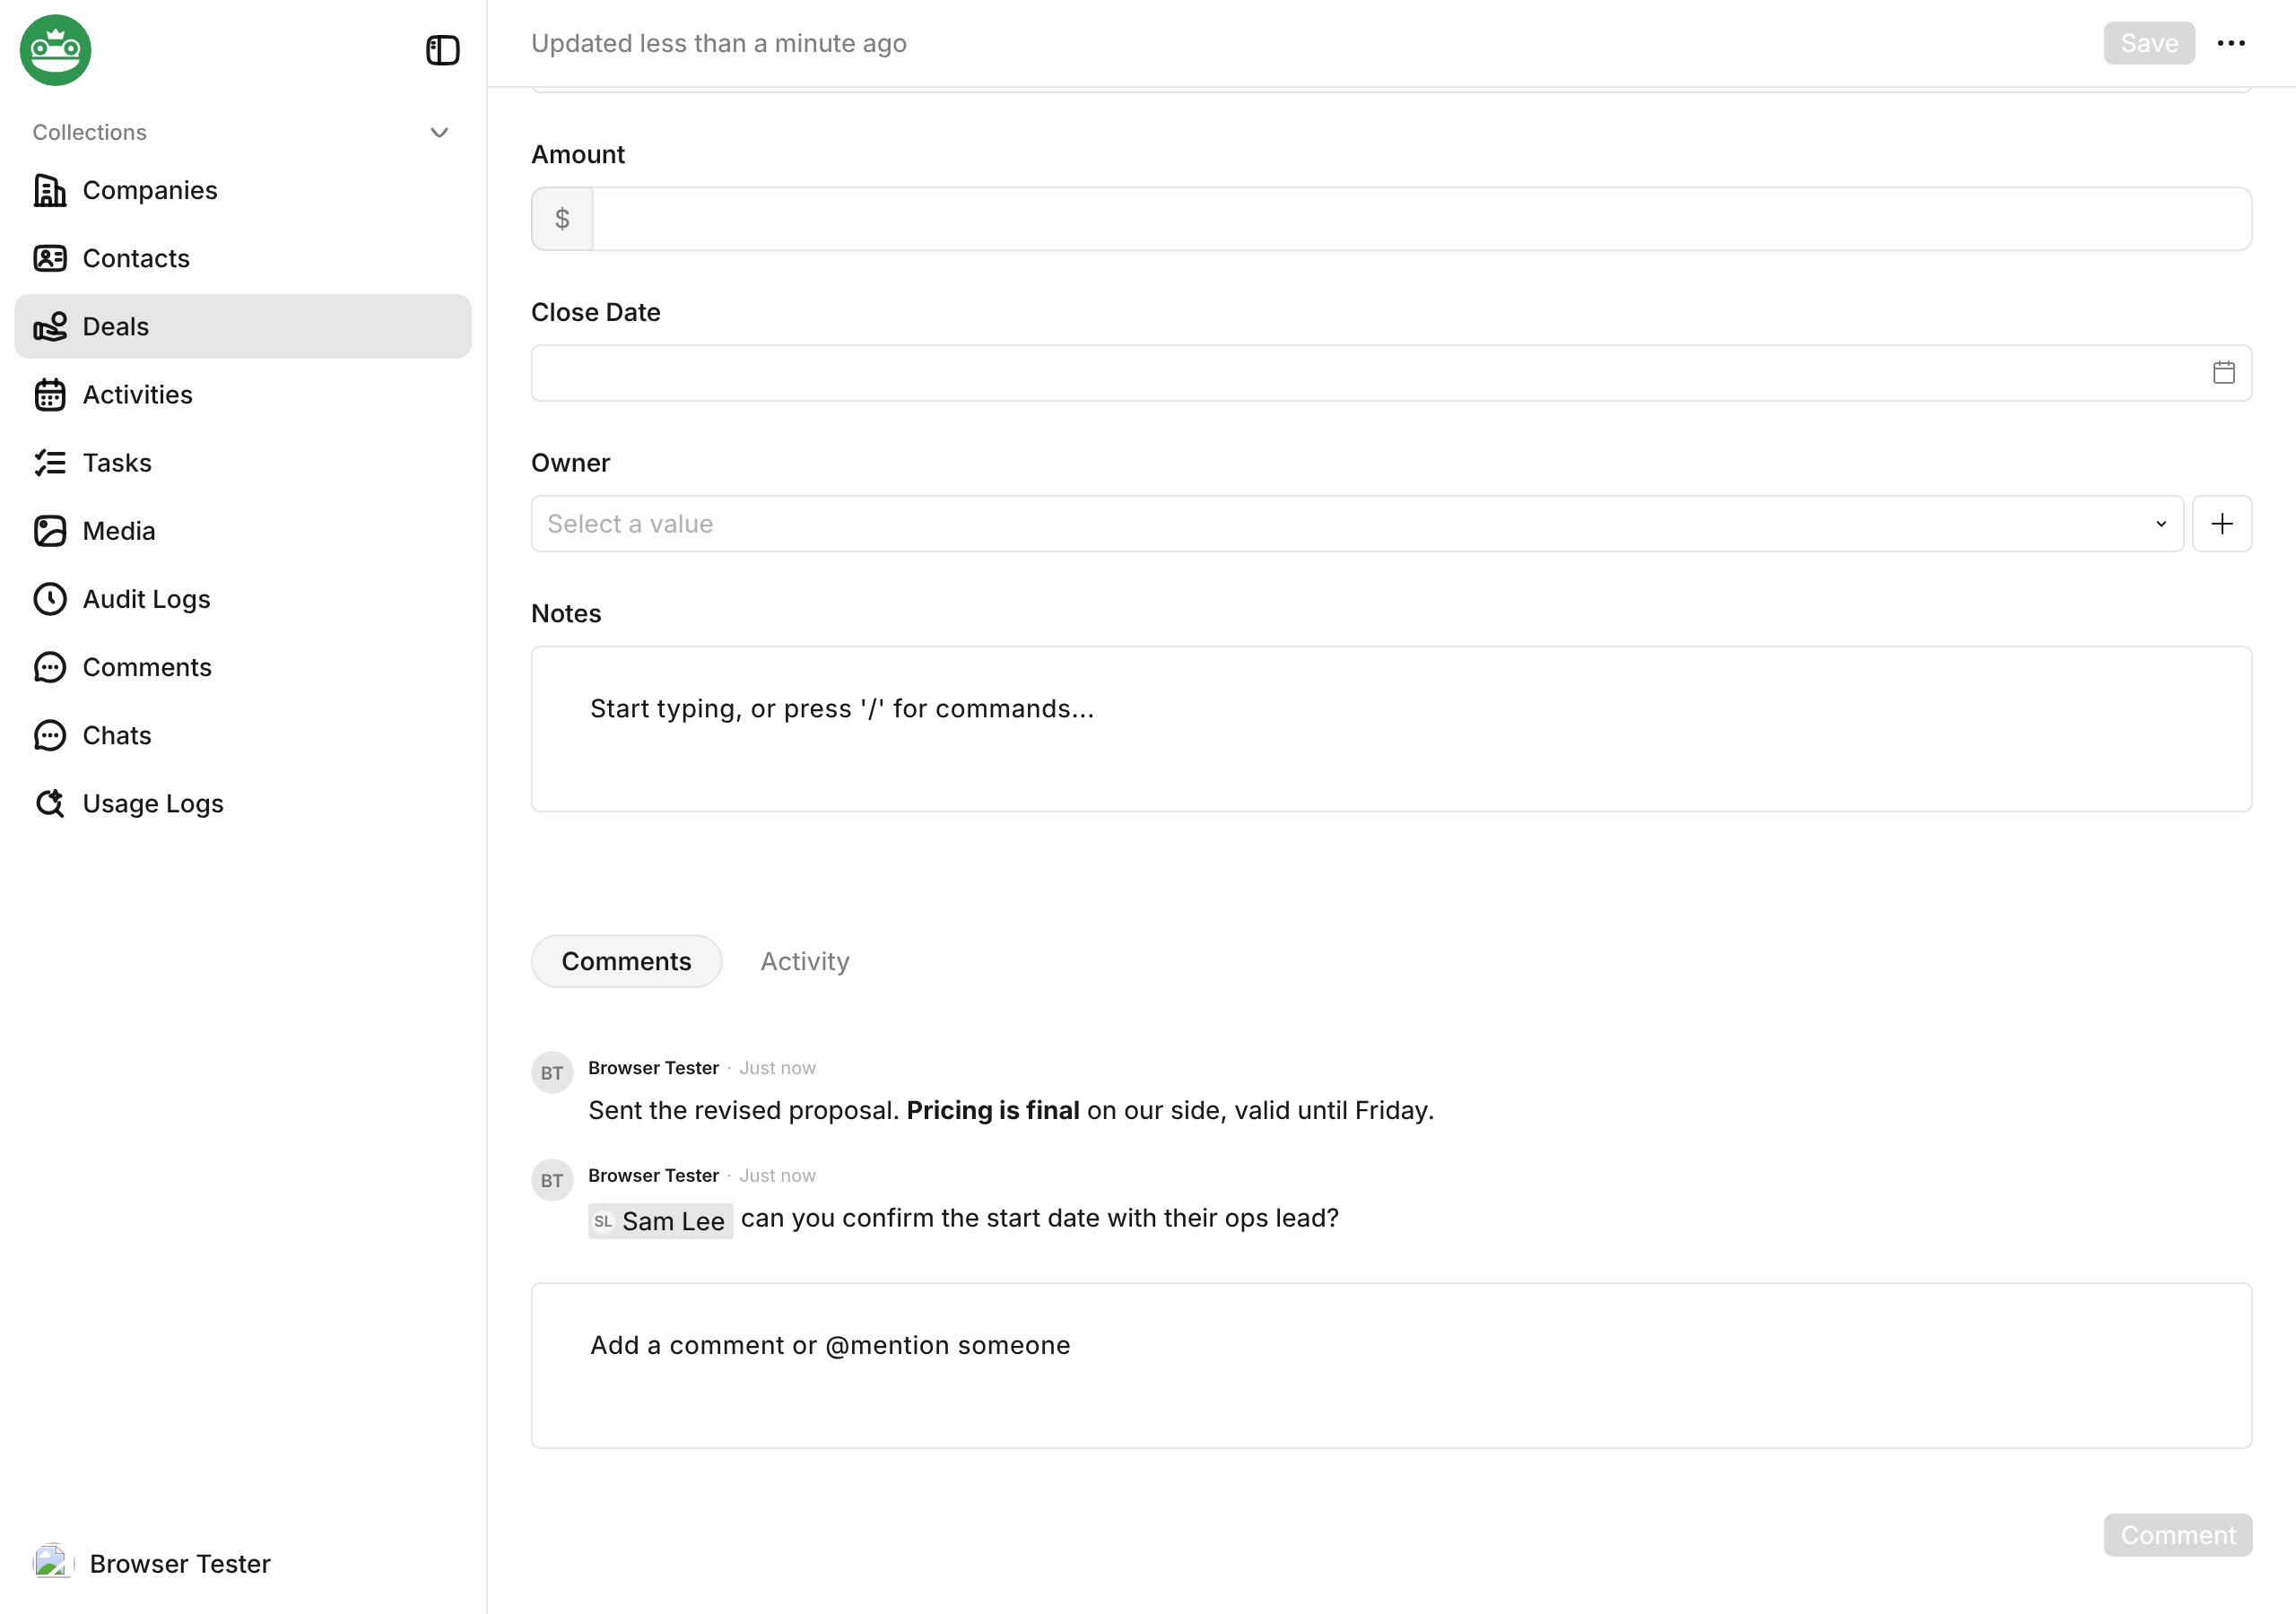 Updated less than a minute ago
Save
Collections
Companies
Contacts
Deals
Activities
Tasks
Media
Audit Logs
Comments
Chats
Usage Logs
Browser Tester
Amount
$
Close Date
Owner
Select a value
Notes
Start typing, or press '/' for commands...
Comments
Activity
BT
Browser Tester · Just now
Sent the revised proposal. Pricing is final on our side, valid until Friday.
BT
Browser Tester · Just now
SL Sam Lee can you confirm the start date with their ops lead?
Add a comment or @mention someone
Comment